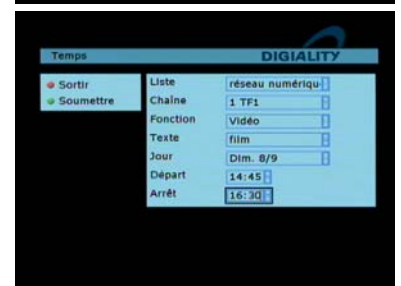 Temps
DIGIALITY
Sortir
Soumettre
Liste réseau numériqu
Chaîne 1 TF1
Fonction Vidéo
Texte film
Jour Dim. 8/9
Départ 14:45
Arrêt 16:30